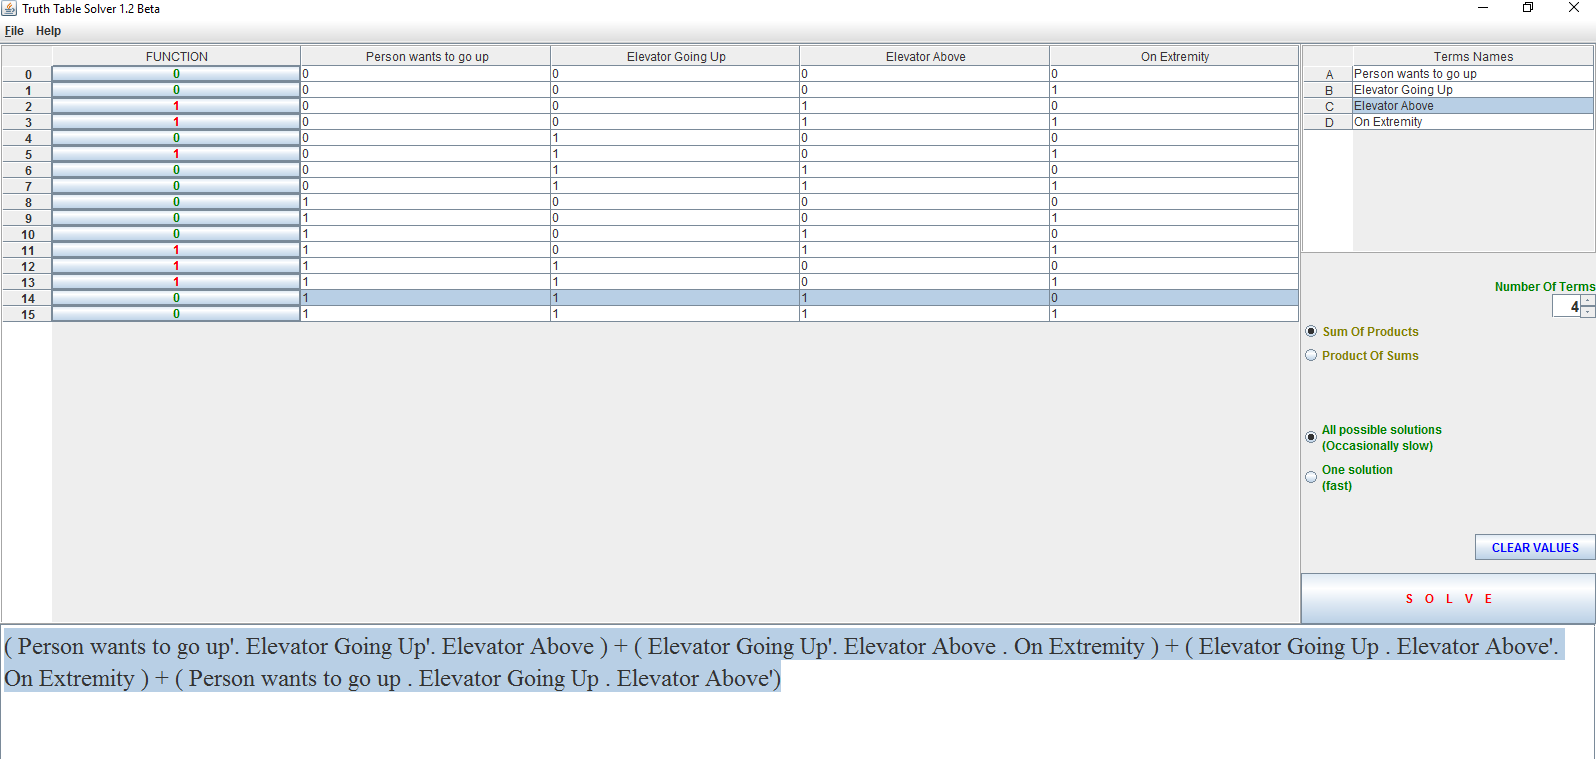 Truth Table Solver 1.2 Beta
File Help
FUNCTION Person wants to go up Elevator Going Up Elevator Above On Extremity
0 0 0 0 0 0
1 0 0 0 0 1
2 1 0 0 1 0
3 1 0 0 1 1
4 0 0 1 0 0
5 1 0 1 0 1
6 0 0 1 1 0
7 0 0 1 1 1
8 0 1 0 0 0
9 0 1 0 0 1
10 0 1 0 1 0
11 1 1 0 1 1
12 1 1 1 0 0
13 1 1 1 0 1
14 0 1 1 1 0
15 0 1 1 1 1
Terms Names
A Person wants to go up
B Elevator Going Up
C Elevator Above
D On Extremity
Number Of Terms
4
Sum Of Products
Product Of Sums
All possible solutions
(Occasionally slow)
One solution
(fast)
CLEAR VALUES
S O L V E
( Person wants to go up'. Elevator Going Up'. Elevator Above ) + ( Elevator Going Up'. Elevator Above . On Extremity ) + ( Elevator Going Up . Elevator Above'.
On Extremity ) + ( Person wants to go up . Elevator Going Up . Elevator Above')